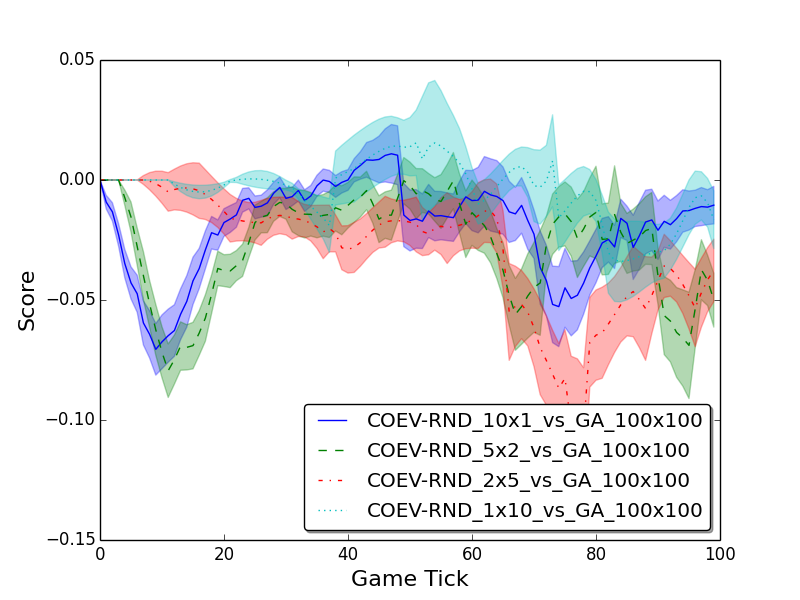 0.05
0.00
−0.05
−0.10
−0.15
Score
0
20
40
60
80
100
Game Tick
COEV-RND_10x1_vs_GA_100x100
COEV-RND_5x2_vs_GA_100x100
COEV-RND_2x5_vs_GA_100x100
COEV-RND_1x10_vs_GA_100x100